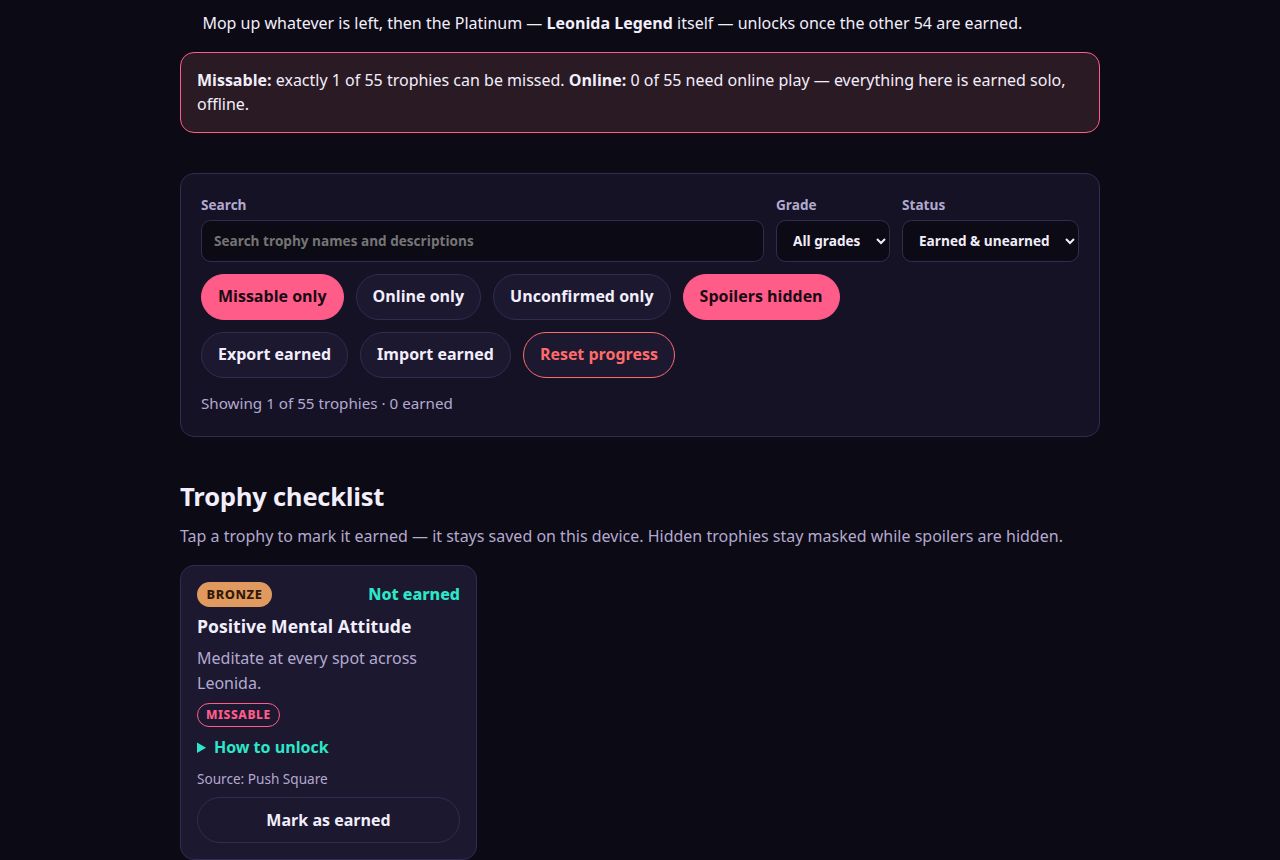 Mop up whatever is left, then the Platinum — Leonida Legend itself — unlocks once the other 54 are earned.
Missable: exactly 1 of 55 trophies can be missed. Online: 0 of 55 need online play — everything here is earned solo,
offline.
Search
Grade
Status
Search trophy names and descriptions
All grades
Earned & unearned
Missable only
Online only
Unconfirmed only
Spoilers hidden
Export earned
Import earned
Reset progress
Showing 1 of 55 trophies · 0 earned
Trophy checklist
Tap a trophy to mark it earned — it stays saved on this device. Hidden trophies stay masked while spoilers are hidden.
BRONZE
Not earned
Positive Mental Attitude
Meditate at every spot across
Leonida.
MISSABLE
How to unlock
Source: Push Square
Mark as earned